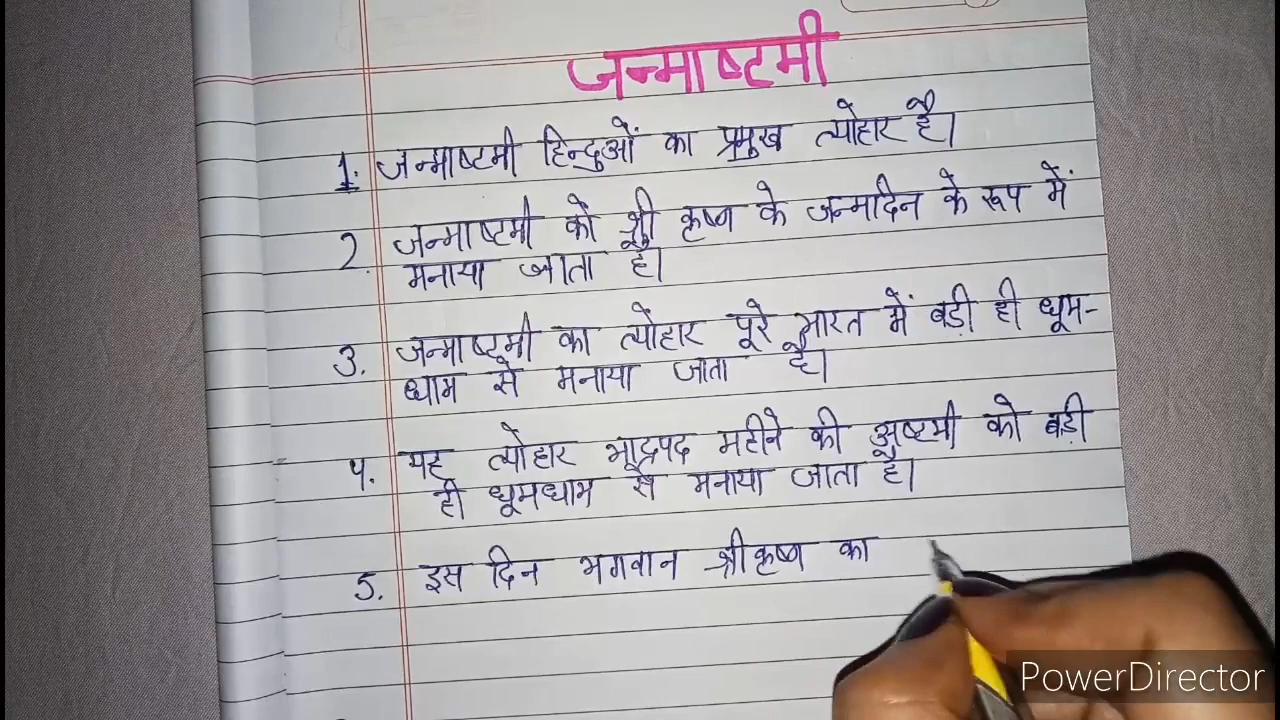 जन्माष्टमी
1. जन्माष्टमी हिन्दुओं का प्रमुख त्योहार है।
2. जन्माष्टमी को श्री कृष्ण के जन्मदिन के रूप में
मनाया जाता है।
3. जन्माष्टमी का त्योहार पूरे भारत में बड़ी ही धूम-
धाम से मनाया जाता है।
4. यह त्योहार भाद्रपद महीने की अष्टमी को बड़ी
ही धूमधाम से मनाया जाता है।
5. इस दिन भगवान श्रीकृष्ण का
PowerDirector